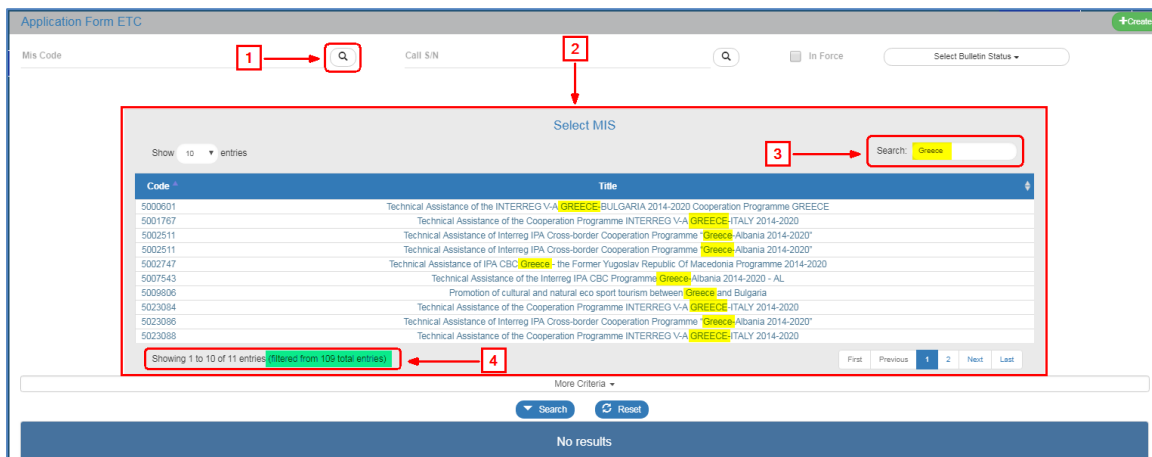 Application Form ETC
+Create
Mis Code
1
Call S/N
2
In Force
Select Bulletin Status
Select MIS
Show 10 entries
3
Search: Greece
Code Title
5000601 Technical Assistance of the INTERREG V-A GREECE-BULGARIA 2014-2020 Cooperation Programme GREECE
5001767 Technical Assistance of the Cooperation Programme INTERREG V-A GREECE-ITALY 2014-2020
5002511 Technical Assistance of Interreg IPA Cross-border Cooperation Programme "Greece-Albania 2014-2020"
5002511 Technical Assistance of Interreg IPA Cross-border Cooperation Programme "Greece-Albania 2014-2020"
5002747 Technical Assistance of IPA CBC Greece - the Former Yugoslav Republic Of Macedonia Programme 2014-2020
5007543 Technical Assistance of the Interreg IPA CBC Programme Greece-Albania 2014-2020 - AL
5009806 Promotion of cultural and natural eco sport tourism between Greece and Bulgaria
5023084 Technical Assistance of the Cooperation Programme INTERREG V-A GREECE-ITALY 2014-2020
5023086 Technical Assistance of Interreg IPA Cross-border Cooperation Programme "Greece-Albania 2014-2020"
5023088 Technical Assistance of the Cooperation Programme INTERREG V-A GREECE-ITALY 2014-2020
Showing 1 to 10 of 11 entries (filtered from 109 total entries)
4
First Previous 1 2 Next Last
More Criteria
Search Reset
No results